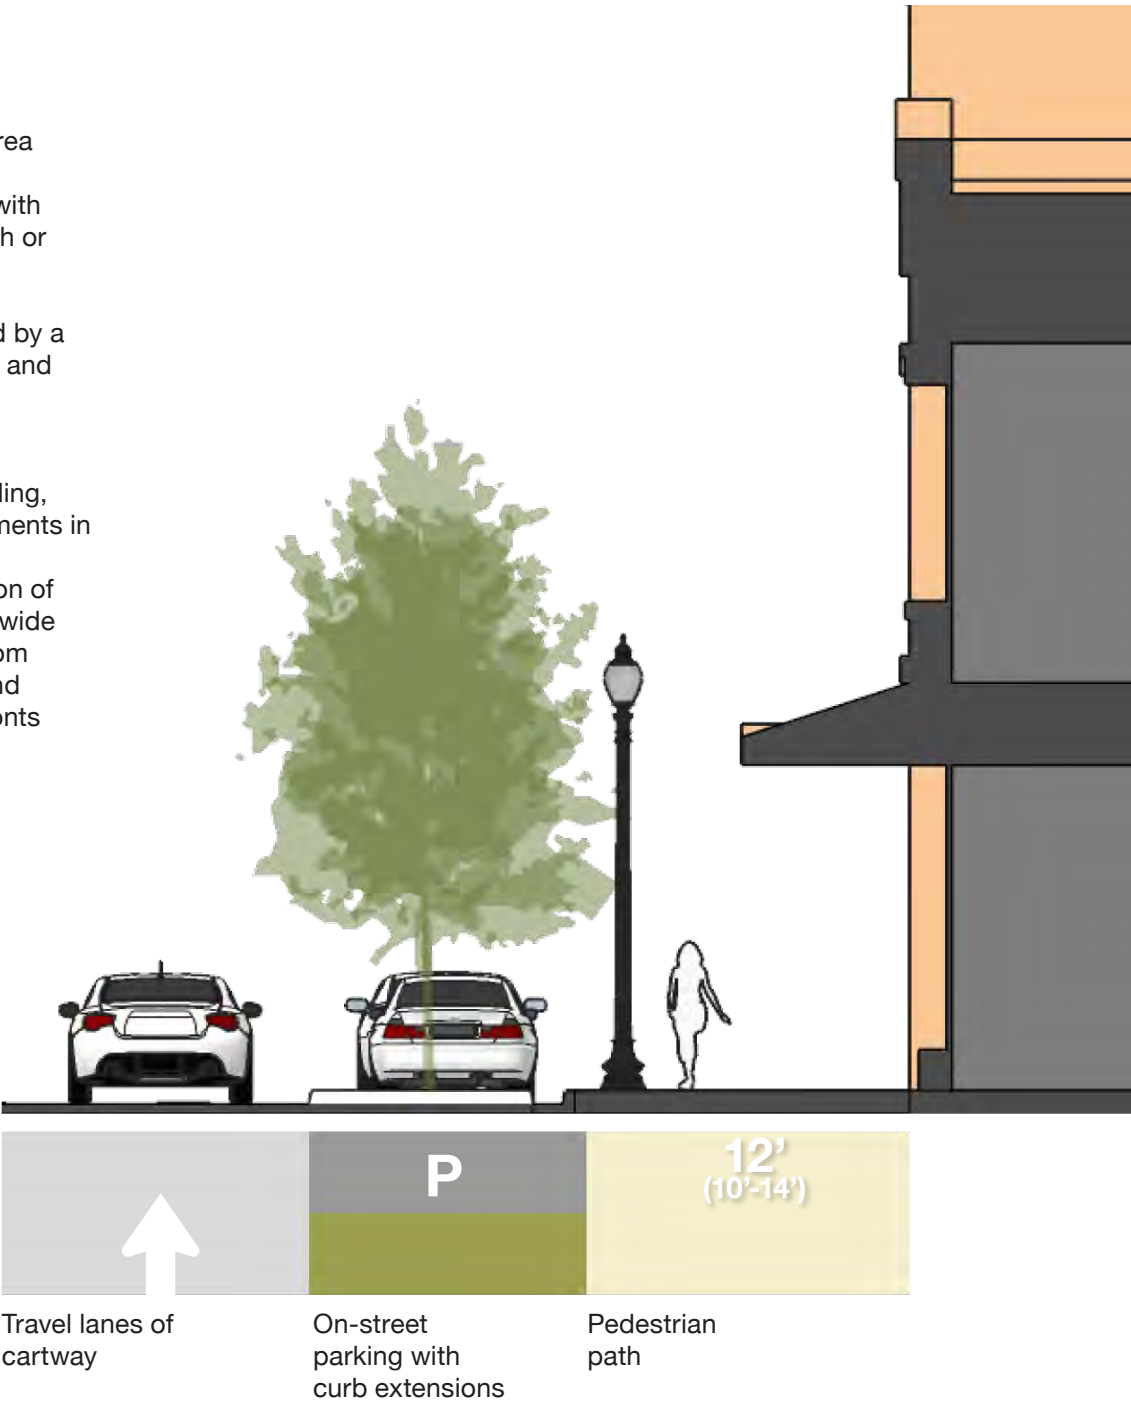 rea
with
h or
d by a
and
ling,
ments in
on of
wide
om
nd
onts
P
12’
(10’-14’)
Travel lanes of
cartway
On-street
parking with
curb extensions
Pedestrian
path